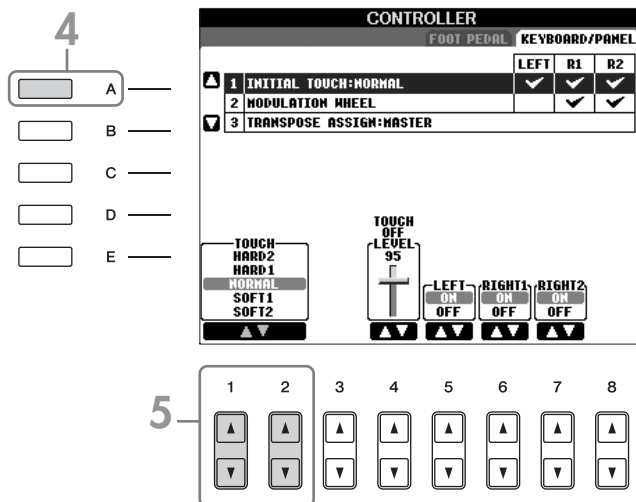 CONTROLLER
FOOT PEDAL KEYBOARD/PANEL
LEFT R1 R2
1 INITIAL TOUCH:NORMAL
2 MODULATION WHEEL
3 TRANSPOSE ASSIGN:MASTER
4
A
B
C
D
E
TOUCH
HARD2
HARD1
NORMAL
SOFT1
SOFT2
TOUCH
OFF
LEVEL
95
LEFT
ON
OFF
RIGHT1
ON
OFF
RIGHT2
ON
OFF
5
1 2 3 4 5 6 7 8